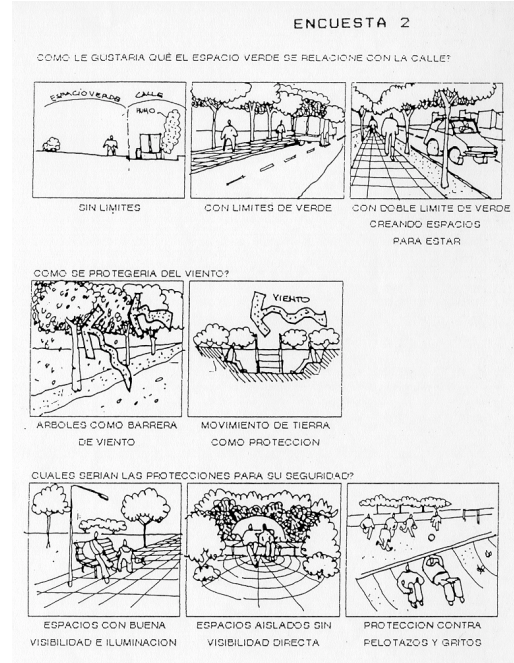 ENCUESTA 2
COMO LE GUSTARIA QUÉ EL ESPACIO VERDE SE RELACIONE CON LA CALLE?
ESPACIO VERDE CALLE
MURO
SIN LIMITES
CON LIMITES DE VERDE
CON DOBLE LIMITE DE VERDE
CREANDO ESPACIOS
PARA ESTAR
COMO SE PROTEGERIA DEL VIENTO?
VIENTO
ARBOLES COMO BARRERA
DE VIENTO
MOVIMIENTO DE TIERRA
COMO PROTECCION
CUALES SERIAN LAS PROTECCIONES PARA SU SEGURIDAD?
ESPACIOS CON BUENA
VISIBILIDAD E ILUMINACION
ESPACIOS AISLADOS SIN
VISIBILIDAD DIRECTA
PROTECCION CONTRA
PELOTAZOS Y GRITOS